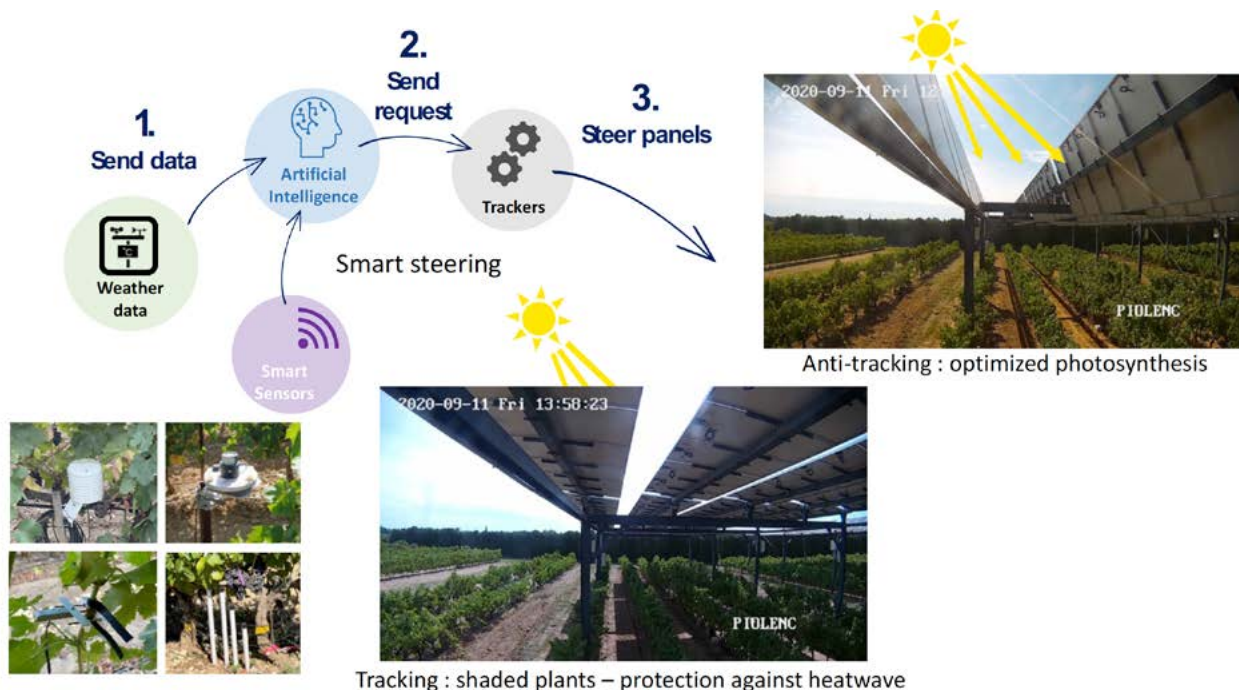 1.
Send data
2.
Send
request
3.
Steer panels
Artificial
Intelligence
Trackers
°C
Weather
data
Smart steering
Smart
Sensors
2020-09-11 Fri 12
PIOLENC
Anti-tracking : optimized photosynthesis
2020-09-11 Fri 13:58:23
PIOLENC
Tracking : shaded plants – protection against heatwave